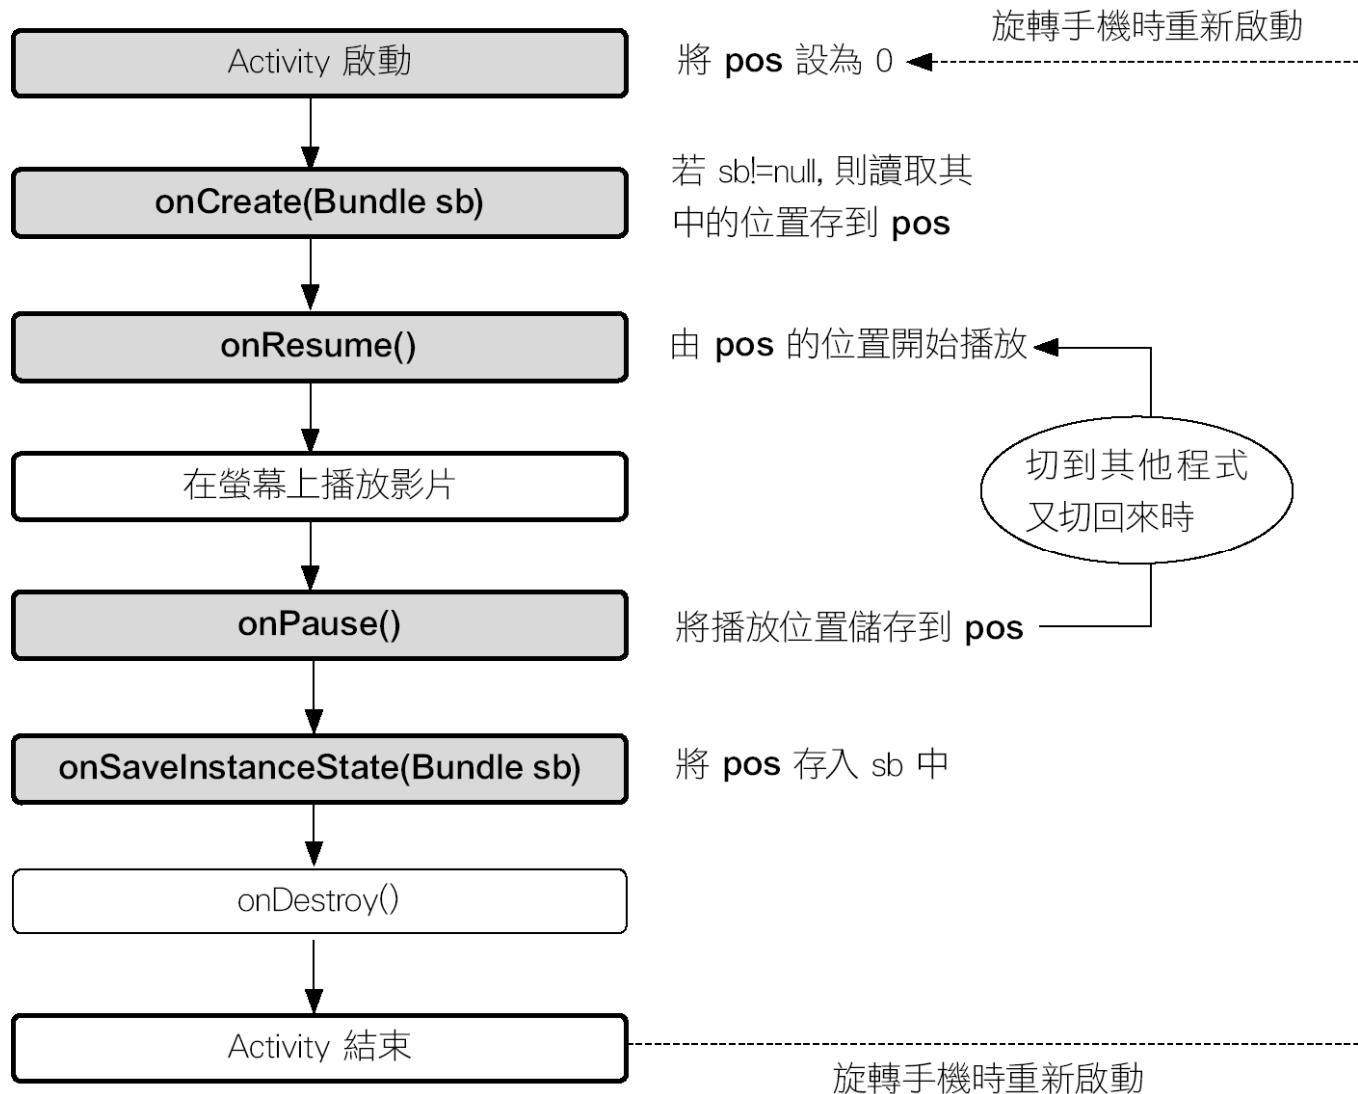 旋轉手機時重新啟動
Activity 啟動
將 pos 設為 0
若 sb!=null, 則讀取其
onCreate(Bundle sb)
中的位置存到 pos
onResume()
由 pos 的位置開始播放
在螢幕上播放影片
切到其他程式
又切回來時
onPause()
將播放位置儲存到 pos
onSaveInstanceState(Bundle sb)
將 pos 存入 sb 中
onDestroy()
Activity 結束
旋轉手機時重新啟動